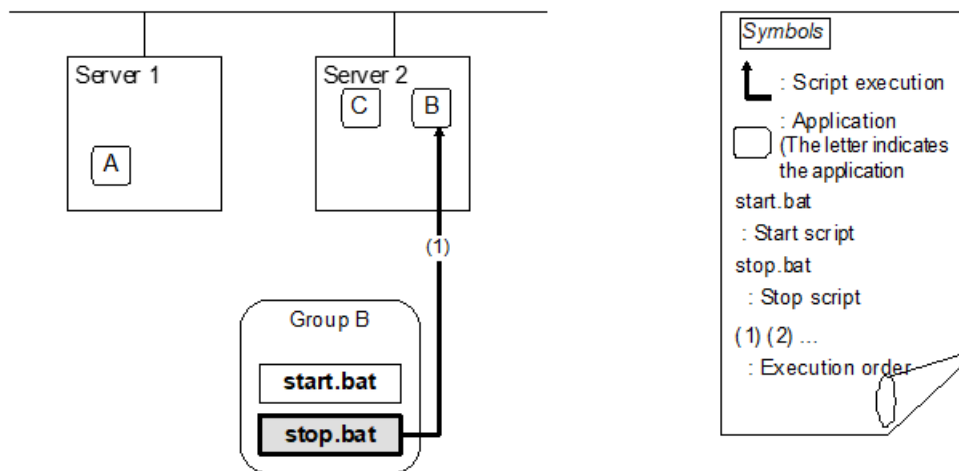 Server 1
Server 2
C
B
A
(1)
Group B
start.bat
stop.bat
Symbols
: Script execution
: Application
(The letter indicates
the application
start.bat
: Start script
stop.bat
: Stop script
(1) (2) ...
: Execution order